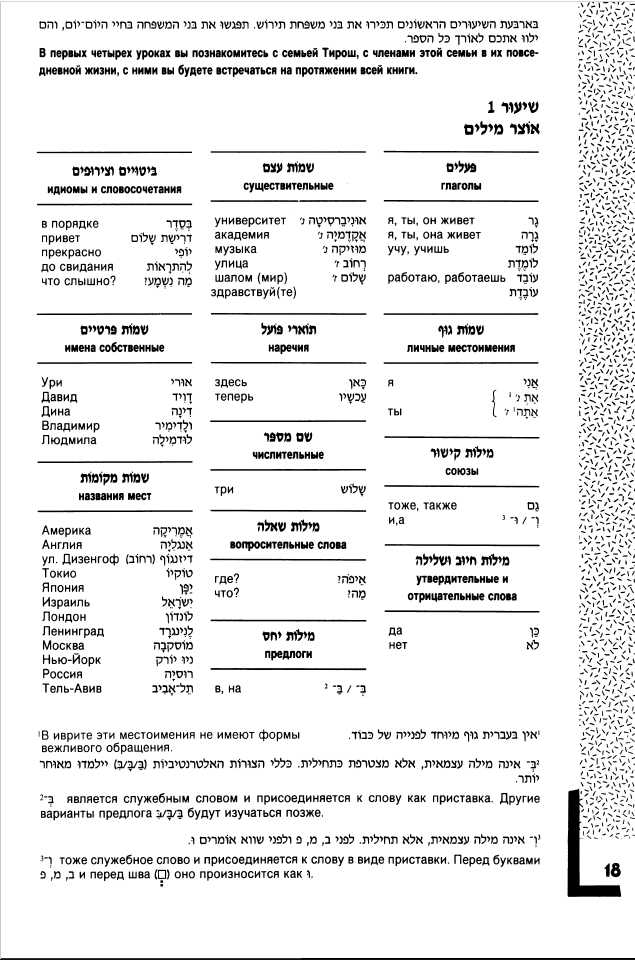 בארבעת השיעורים הראשונים תכירו את בני משפחת תירוש. תפגשו את בני המשפחה בחיי היום־יום, והם
ילוו אתכם לאורך כל הספר.
В первых четырех уроках вы познакомитесь с семьей Тирош, с членами этой семьи в их повсе-
дневной жизни, с ними вы будете встречаться на протяжении всей книги.
שיעור 1
אוצר מילים
פעלים
глаголы
я, ты, он живет גָר
я, ты, она живет גָרָה
учу, учишь לוֹמֵד
לוֹמֶדֶת
работаю, работаешь עוֹבֵד
עוֹבֶדֶת
שמות גוף
личные местоимения
я אֲנִי
אַתְ נ׳ ¹
ты אַתָה¹ ז׳
מילות קישור
союзы
тоже, также גַם
и,а וְ־ / וּ־ ³
מילות חיוב ושלילה
утвердительные и
отрицательные слова
да כֵּן
нет לֹא
שמות עצם
существительные
университет אוּנִיבֶרְסִיטָה נ׳
академия אֲקָדֶמְיָה נ׳
музыка מוּזִיקָה נ׳
улица רְחוֹב ז׳
шалом (мир) שָלוֹם ז׳
здравствуй(те)
תוארי פועל
наречия
здесь כָּאן
теперь עַכְשָיו
שם מספר
числительные
три שָלוֹש
מילות שאלה
вопросительные слова
где? אֵיפֹה?
что? מַה?
מילות יחס
предлоги
в, на בְּ־ / בַּ־ ²
ביטויים וצירופים
идиомы и словосочетания
в порядке בְּסֵדֶר
привет דְרִישַת שָלוֹם
прекрасно יוֹפִי
до свидания לְהִתְרָאוֹת
что слышно? מַה נִשְמָע?
שמות פרטיים
имена собственные
Ури אוּרִי
Давид דָוִיד
Дина דִינָה
Владимир וְלָדִימִיר
Людмила לוּדְמִילָה
שמות מקומות
названия мест
Америка אֲמֶרִיקָה
Англия אַנְגְלִיָה
ул. Дизенгоф דִיזֶנְגוֹף (רחוב)
Токио טוֹקְיוֹ
Япония יַפָּן
Израиль יִשְׂרָאֵל
Лондон לוֹנְדוֹן
Ленинград לֶנִינְגְרָד
Москва מוֹסְקְבָה
Нью-Йорк נְיוּ יוֹרְק
Россия רוּסְיָה
Тель-Авив תֵל־אָבִיב
¹אין בעברית גוף מיוחד לפנייה של כבוד.
¹В иврите эти местоимения не имеют формы
вежливого обращения.
²בְּ־ אינה מילה עצמאית, אלא מצטרפת כתחילית. כללי הצורות האלטרנטיביות (בַּ/בָּ/בִּ) יילמדו מאוחר
יותר.
²־בְּ является служебным словом и присоединяется к слову как приставка. Другие
варианты предлога בַּ/בָּ/בִּ будут изучаться позже.
³וְ־ אינה מילה עצמאית, אלא תחילית. לפני ב, מ, פ ולפני שווא אומרים וּ.
³־וְ тоже служебное слово и присоединяется к слову в виде приставки. Перед буквами
ב, מ, פ и перед шва (□ְ) оно произносится как וּ.
18